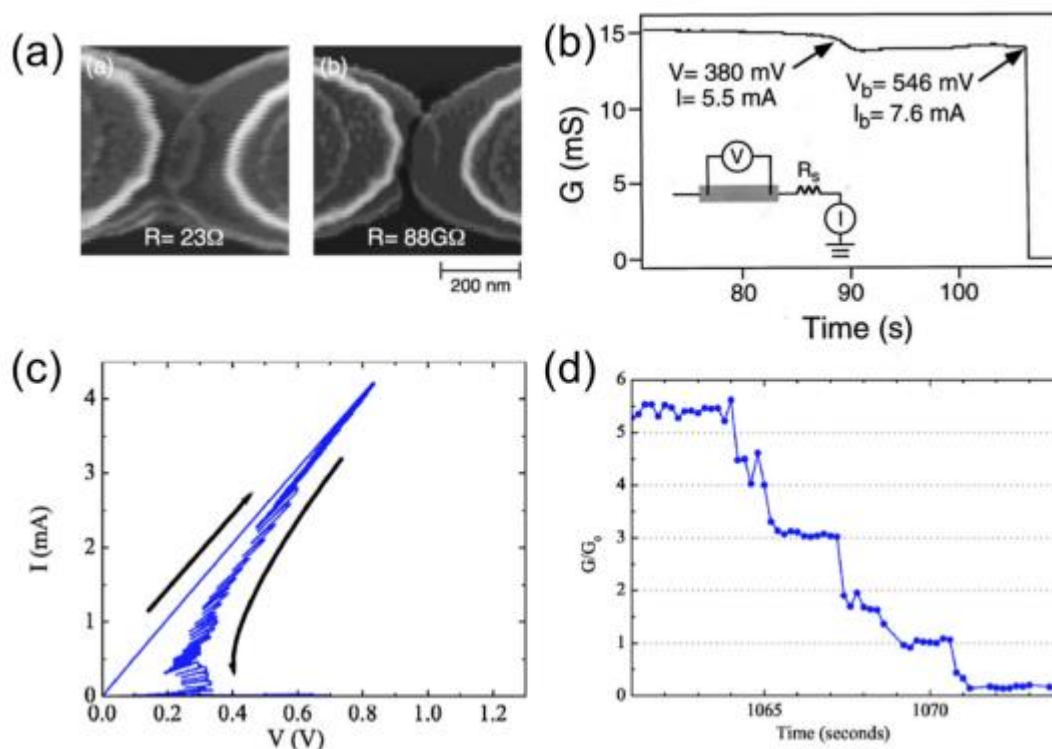 (a)
(a)
R= 23Ω
(b)
R= 88GΩ
200 nm
(b)
G (mS)
15
10
5
0
V= 380 mV
I= 5.5 mA
V_b= 546 mV
I_b= 7.6 mA
V
R_s
I
80 90 100
Time (s)
(c)
I (mA)
4
3
2
1
0
0.0 0.2 0.4 0.6 0.8 1.0 1.2
V (V)
(d)
G/G_0
6
5
4
3
2
1
0
1065 1070
Time (seconds)